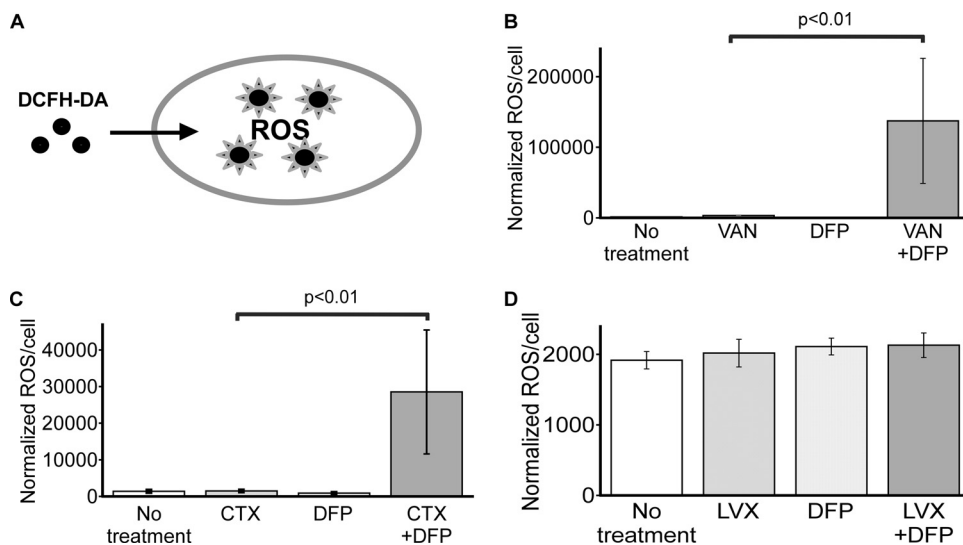 A
DCFH-DA
ROS
B
p<0.01
Normalized ROS/cell
200000
100000
0
No treatment
VAN
DFP
VAN +DFP
C
p<0.01
Normalized ROS/cell
40000
30000
20000
10000
0
No treatment
CTX
DFP
CTX +DFP
D
Normalized ROS/cell
2000
1000
0
No treatment
LVX
DFP
LVX +DFP